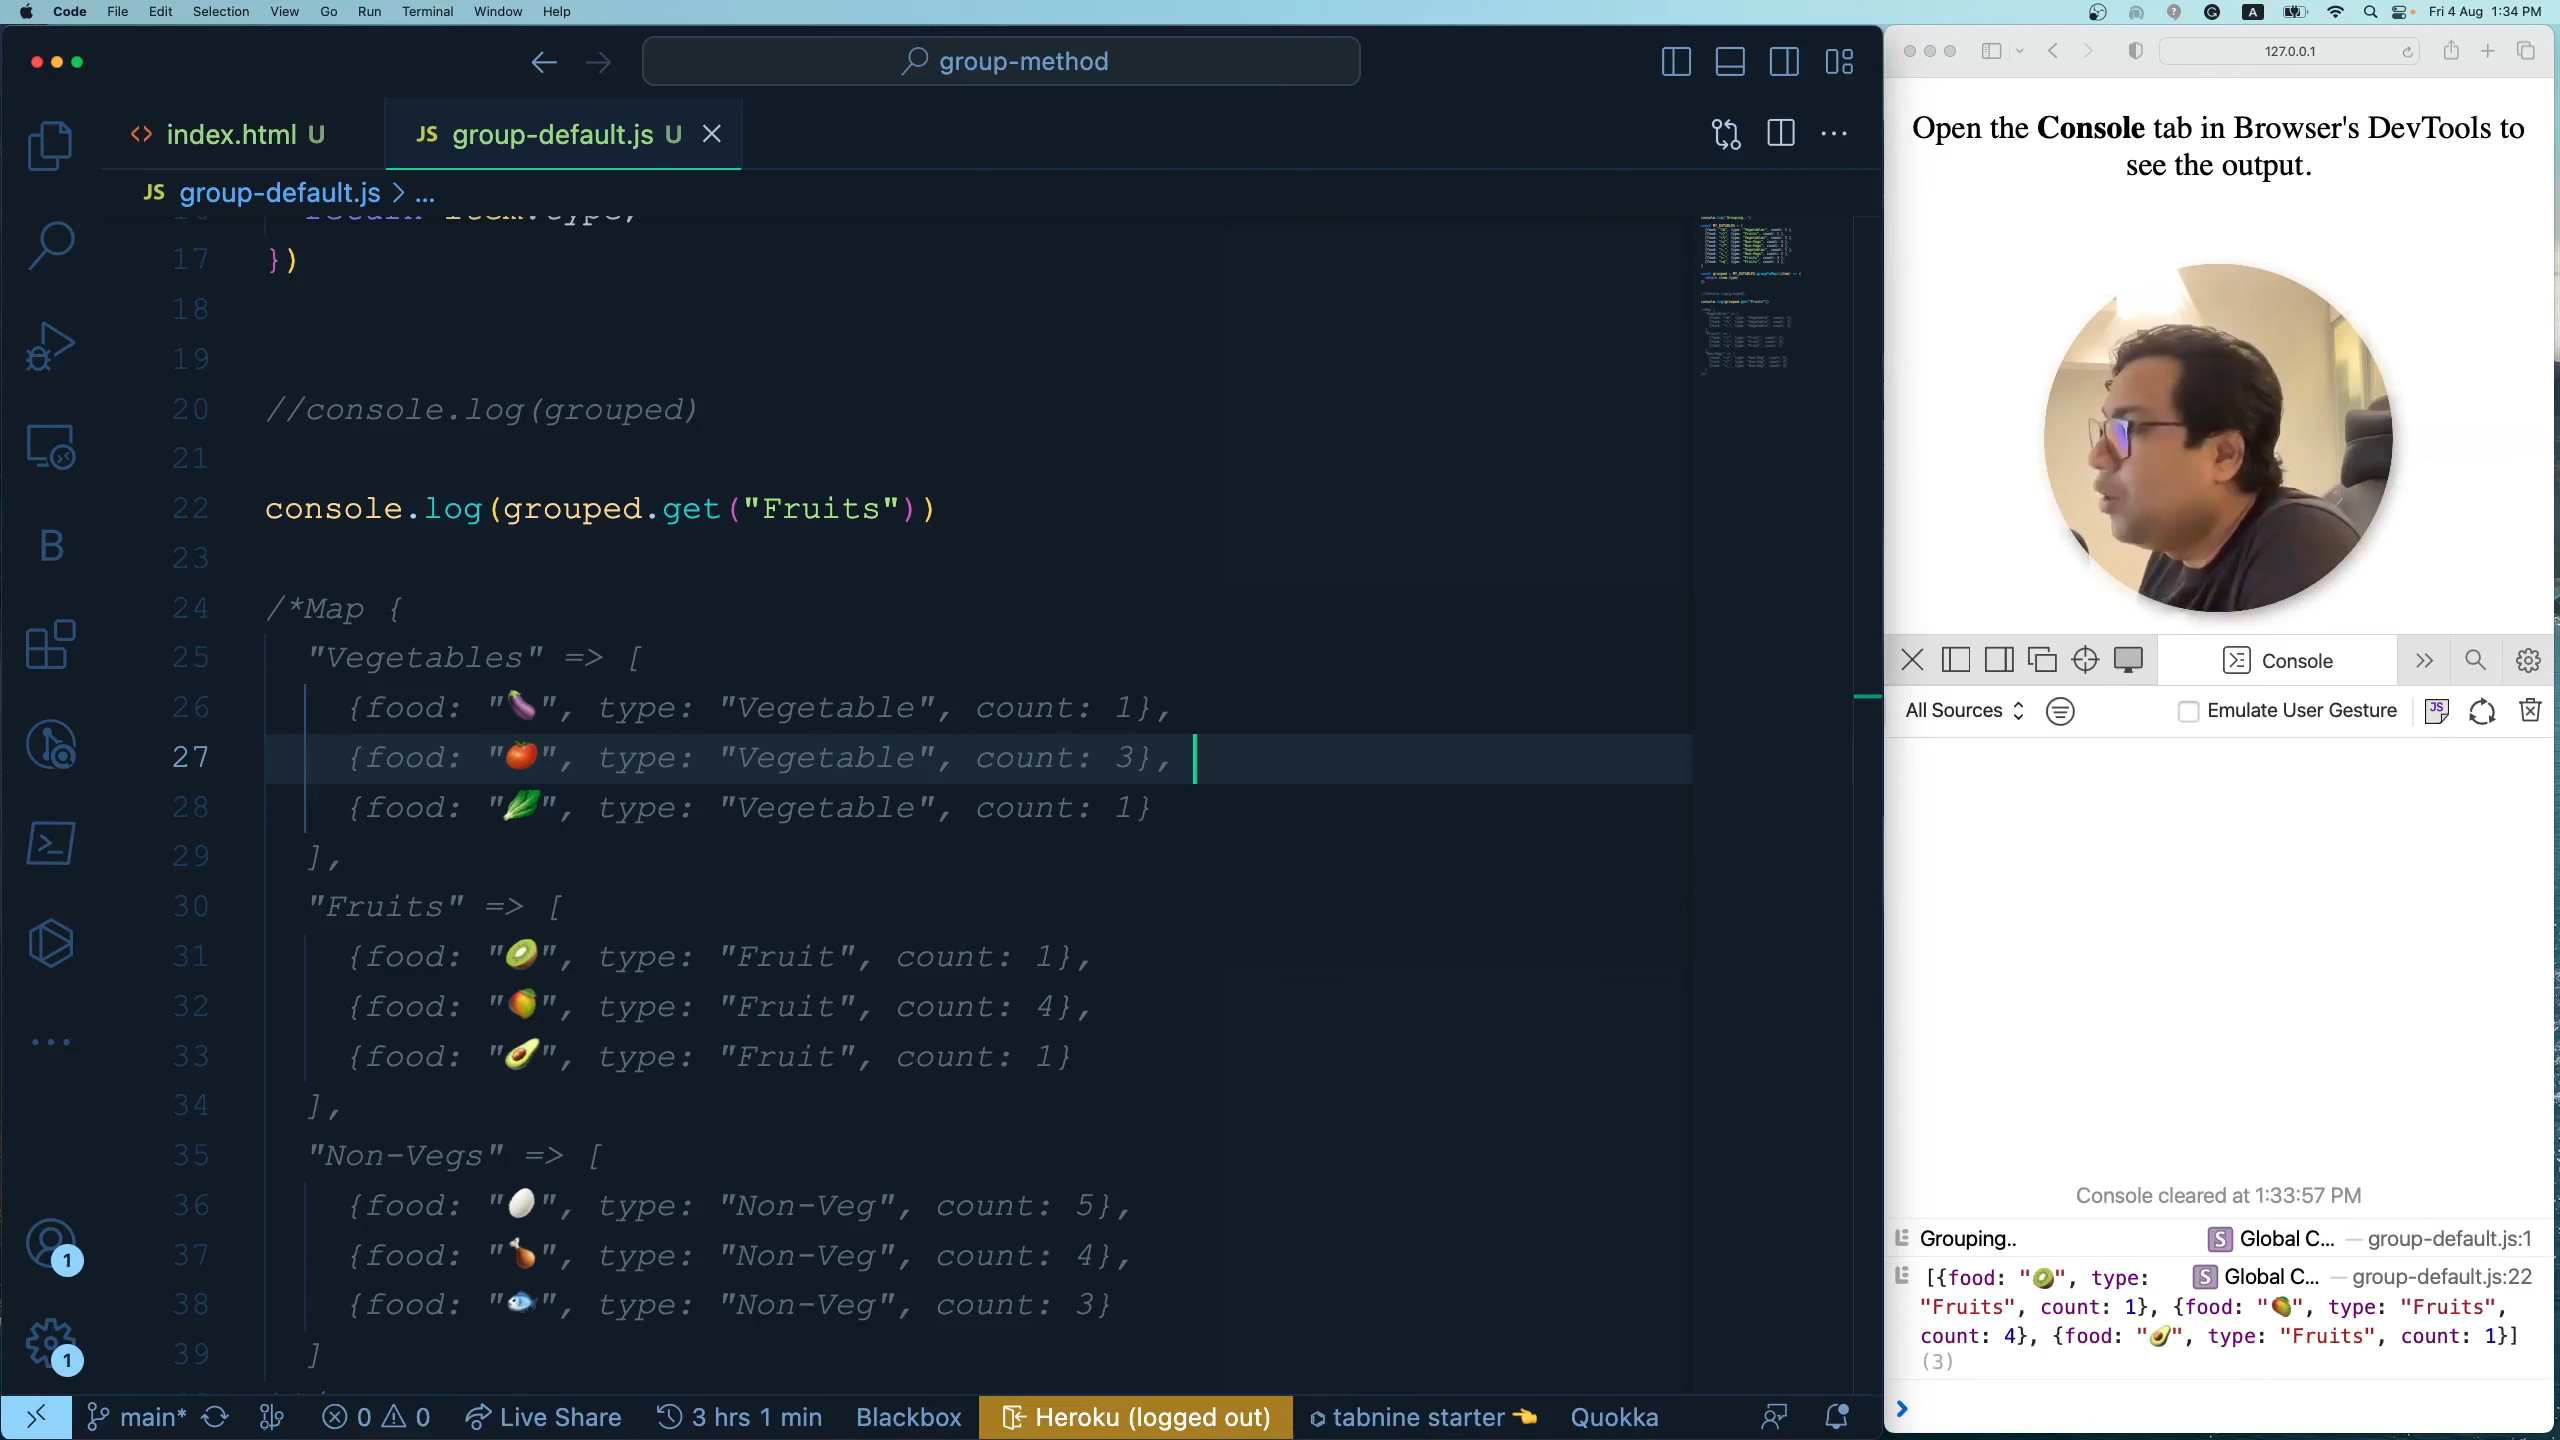 Code File Edit Selection View Go Run Terminal Window Help
A
Fri 4 Aug 1:34 PM
group-method
index.html U
JS group-default.js U
JS group-default.js > ...
17 })
18
19
20 //console.log(grouped)
21
22 console.log(grouped.get("Fruits"))
23
24 /*Map {
25 "Vegetables" => [
26 {food: "🍆", type: "Vegetable", count: 1},
27 {food: "🍅", type: "Vegetable", count: 3},
28 {food: "🥬", type: "Vegetable", count: 1}
29 ],
30 "Fruits" => [
31 {food: "🥝", type: "Fruit", count: 1},
32 {food: "🥭", type: "Fruit", count: 4},
33 {food: "🥑", type: "Fruit", count: 1}
34 ],
35 "Non-Vegs" => [
36 {food: "🥚", type: "Non-Veg", count: 5},
37 {food: "🍗", type: "Non-Veg", count: 4},
38 {food: "🐟", type: "Non-Veg", count: 3}
39 ]
B
1
1
main* 0 0 Live Share 3 hrs 1 min Blackbox Heroku (logged out) tabnine starter 👈 Quokka
127.0.0.1
Open the Console tab in Browser's DevTools to
see the output.
Console
All Sources Emulate User Gesture JS
Console cleared at 1:33:57 PM
Grouping.. S Global C... — group-default.js:1
[{food: "🥝", type: S Global C... — group-default.js:22
"Fruits", count: 1}, {food: "🥭", type: "Fruits",
count: 4}, {food: "🥑", type: "Fruits", count: 1}]
(3)